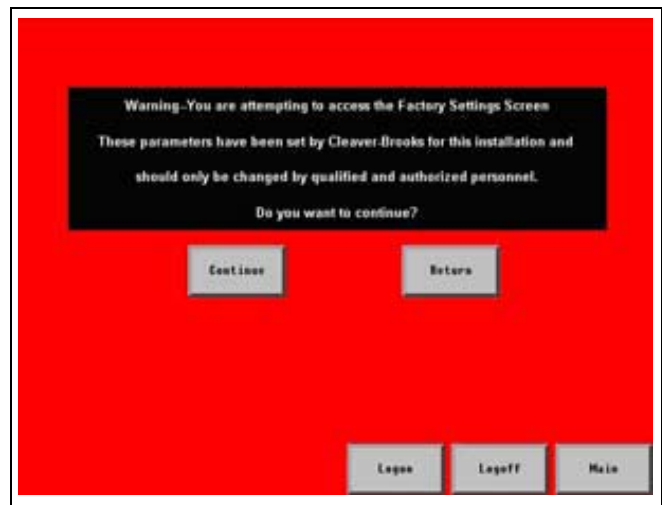 Warning-You are attempting to access the Factory Settings Screen
These parameters have been set by Cleaver-Brooks for this installation and
should only be changed by qualified and authorized personnel.
Do you want to continue?
Continue Return
Logon Logoff Main